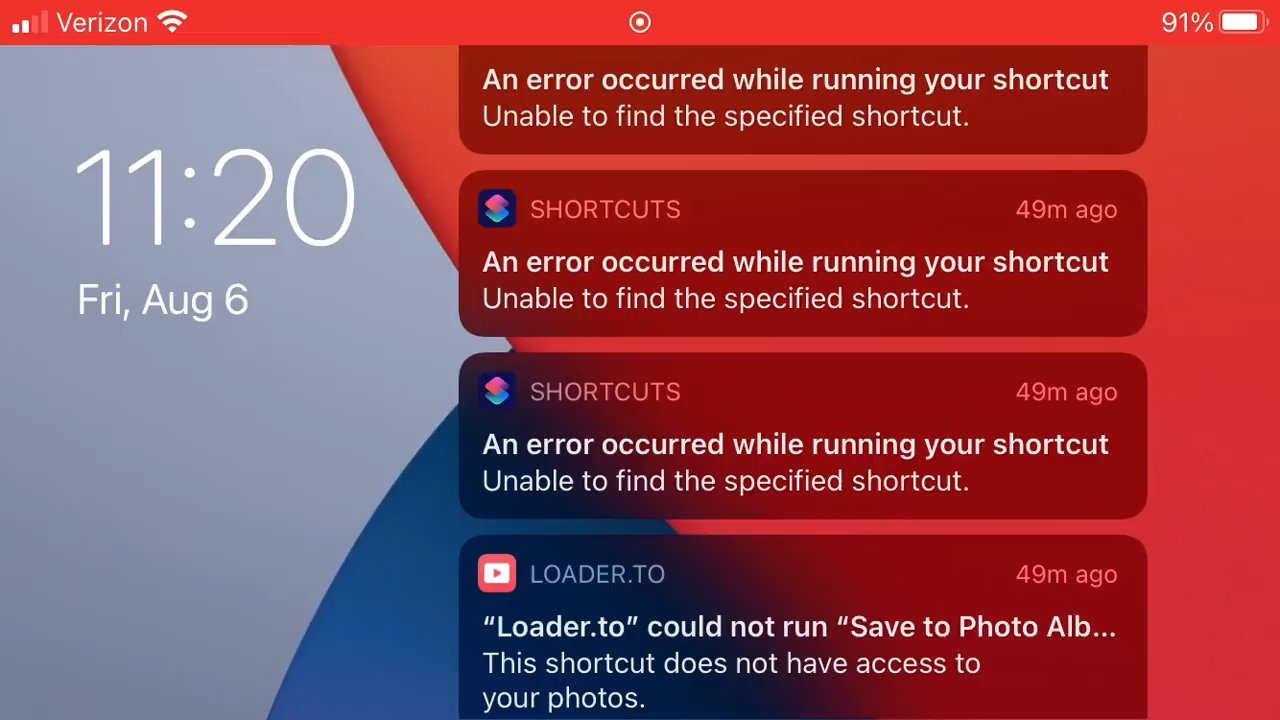 Verizon
91%
11:20
Fri, Aug 6
An error occurred while running your shortcut
Unable to find the specified shortcut.
SHORTCUTS 49m ago
An error occurred while running your shortcut
Unable to find the specified shortcut.
SHORTCUTS 49m ago
An error occurred while running your shortcut
Unable to find the specified shortcut.
LOADER.TO 49m ago
“Loader.to” could not run “Save to Photo Alb...
This shortcut does not have access to
your photos.